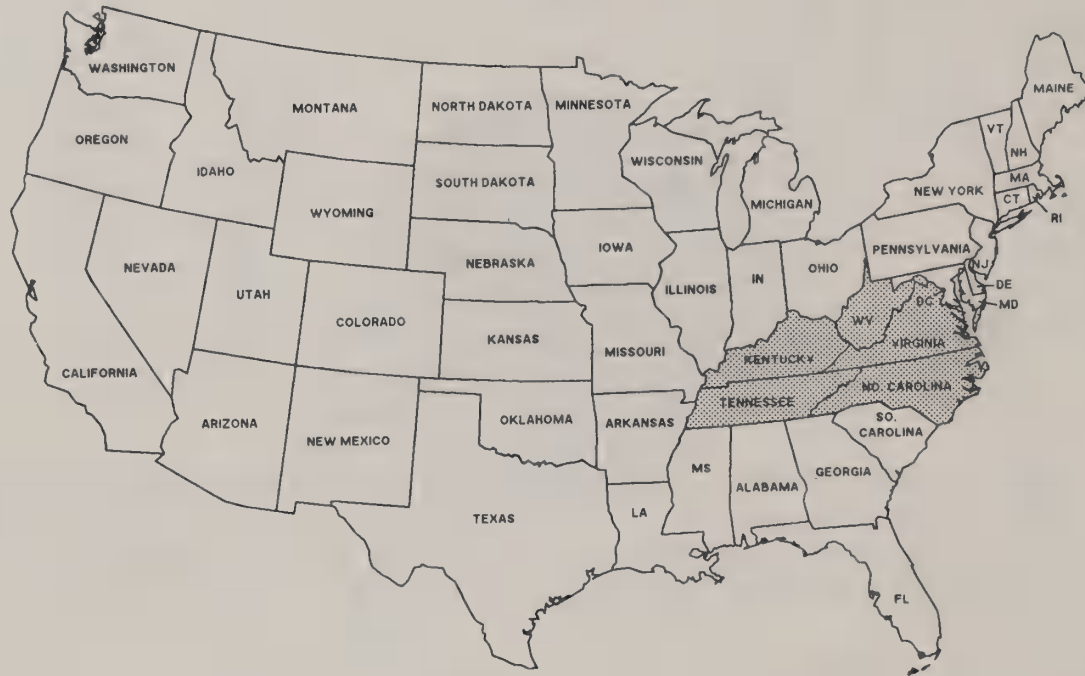 WASHINGTON
MONTANA
NORTH DAKOTA
MINNESOTA
MAINE
VT
NH
OREGON
IDAHO
WISCONSIN
SOUTH DAKOTA
MICHIGAN
NEW YORK
MA
CT
RI
WYOMING
IOWA
PENNSYLVANIA
NEVADA
NEBRASKA
OHIO
NJ
UTAH
ILLINOIS
IN
DE
MD
DC
COLORADO
WV
KANSAS
MISSOURI
KENTUCKY
VIRGINIA
CALIFORNIA
NO. CAROLINA
TENNESSEE
ARIZONA
OKLAHOMA
ARKANSAS
SO.
CAROLINA
NEW MEXICO
MS
GEORGIA
ALABAMA
TEXAS
LA
FL